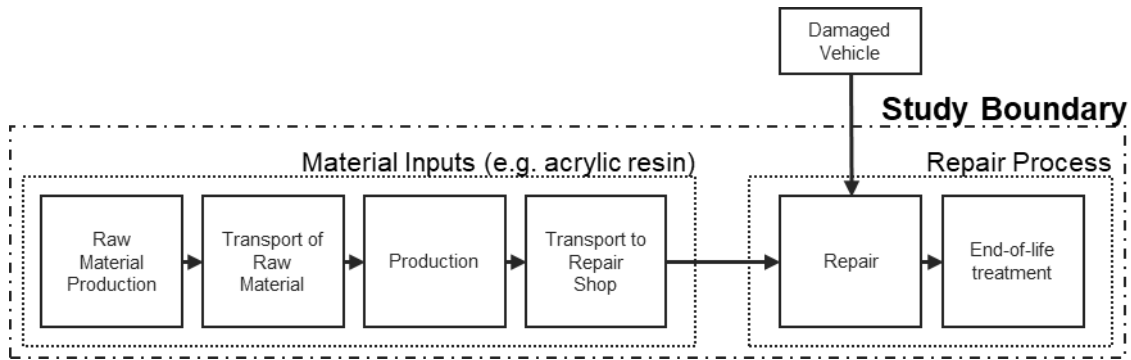 Damaged
Vehicle
Study Boundary
Material Inputs (e.g. acrylic resin)
Repair Process
Raw
Material
Production
Transport of
Raw
Material
Production
Transport to
Repair
Shop
Repair
End-of-life
treatment